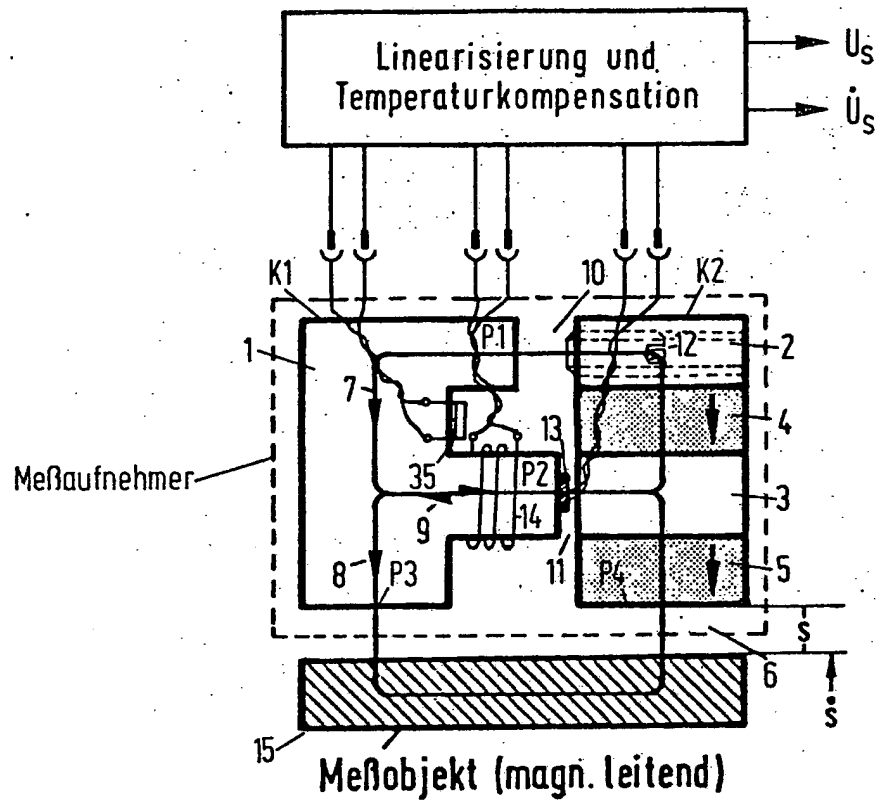 Linearisierung und
Temperaturkompensation
U_S
U̇_S
K1
10
K2
1
P1
12
2
7
4
13
35
P2
Meßaufnehmer
3
9
14
8
P3
11
P4
5
s
6
ṡ
15
Meßobjekt (magn. leitend)